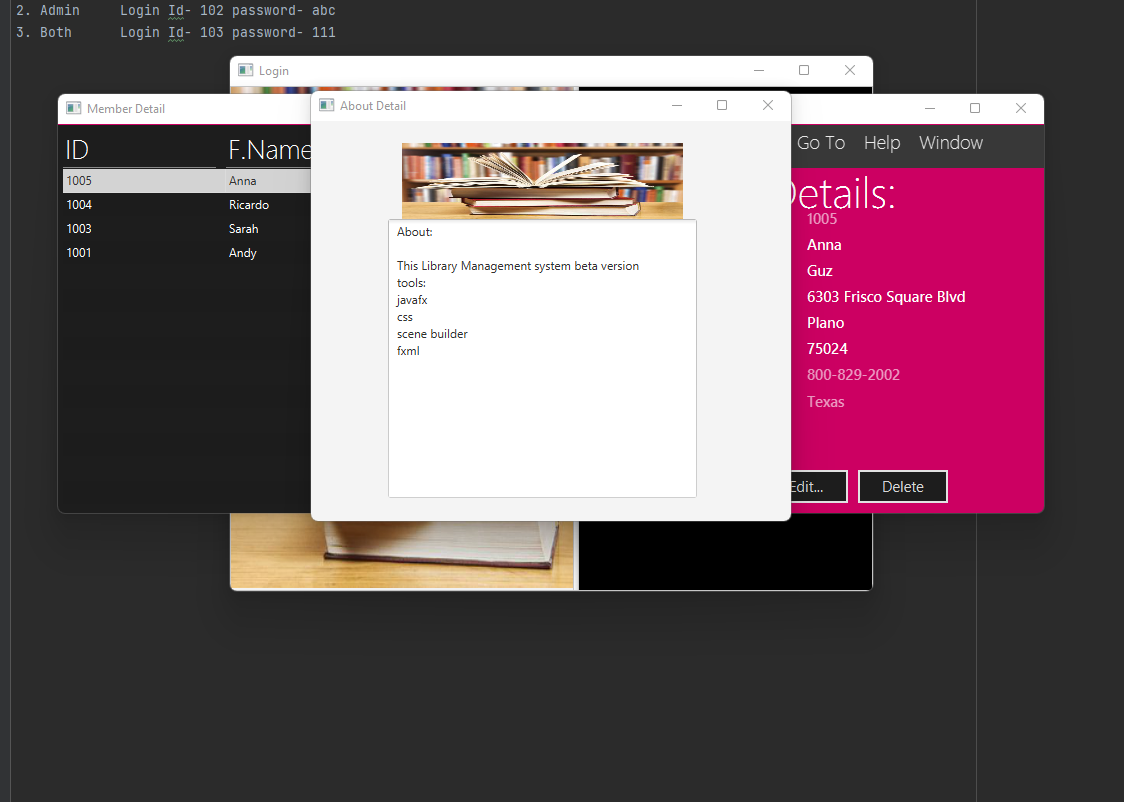 2. Admin Login Id- 102 password- abc
3. Both Login Id- 103 password- 111
Login
Member Detail
ID
F.Name
1005
Anna
1004
Ricardo
1003
Sarah
1001
Andy
About Detail
About:
This Library Management system beta version
tools:
javafx
css
scene builder
fxml
Go To Help Window
Details:
1005
Anna
Guz
6303 Frisco Square Blvd
Plano
75024
800-829-2002
Texas
Edit...
Delete